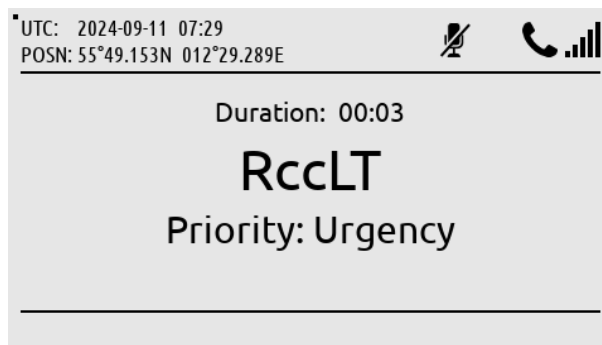 UTC: 2024-09-11 07:29
POSN: 55°49.153N 012°29.289E
Duration: 00:03
RccLT
Priority: Urgency